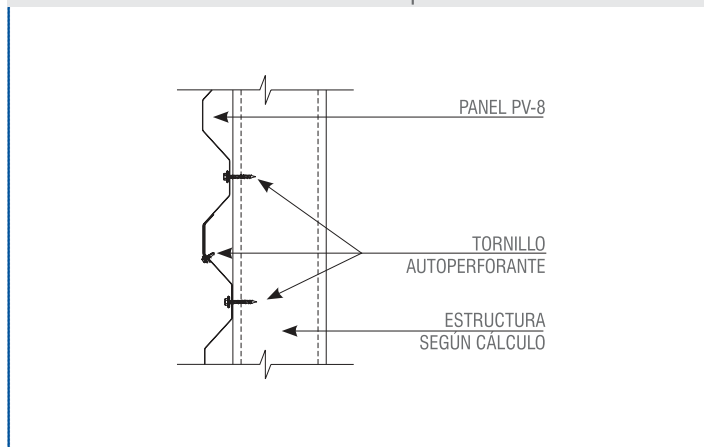 PANEL PV-8
TORNILLO
AUTOPERFORANTE
ESTRUCTURA
SEGÚN CÁLCULO